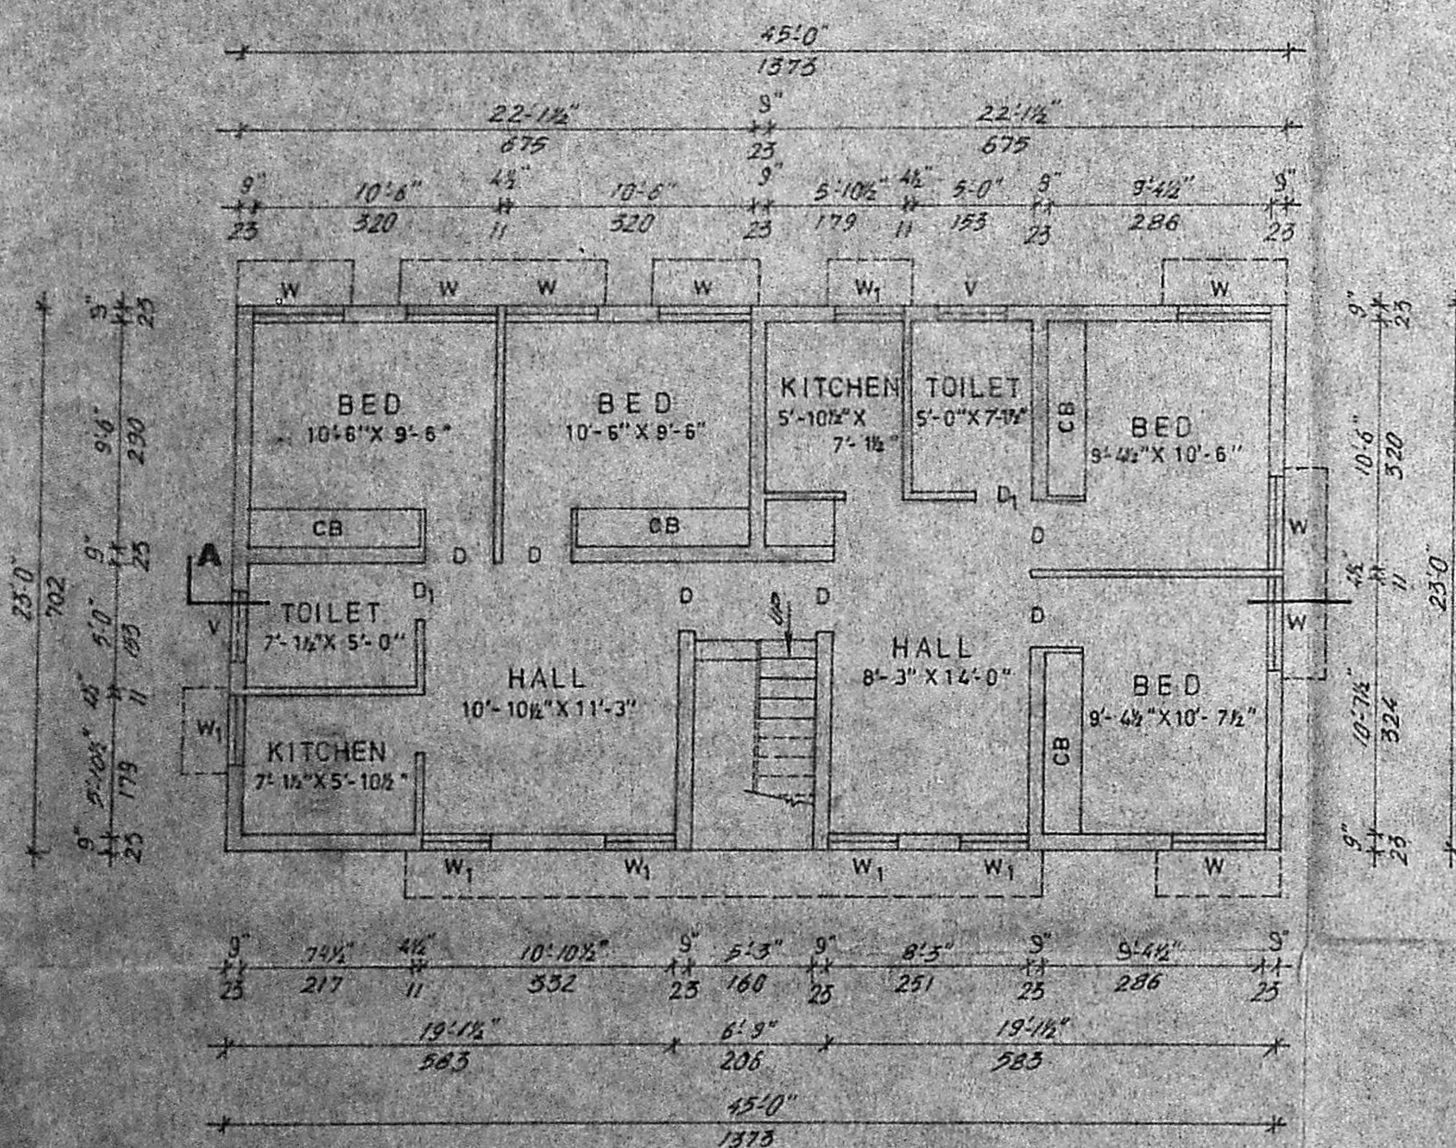 45'-0"
1373
22'-1½" 9" 22'-1½"
675 23 675
9" 10'-6" 4½" 10'-6" 9" 5'-10½" 4½" 5'-0" 9" 9'-4½" 9"
23 320 11 320 23 179 11 153 23 286 23
W W W W W1 V W
BED
10'-6"X 9'-6"
BED
10'-6"X 9'-6"
KITCHEN
5'-10½"X
7'-1½"
TOILET
5'-0"X7'-1½"
CB
BED
9'-4½"X 10'-6"
D1
CB
CB
D D D
W
A
D1
TOILET
7'-1½"X 5'-0"
V
D
UP
D
D
W
HALL
10'-10½"X 11'-3"
HALL
8'-3"X14'-0"
BED
9'-4½"X10'-7½"
CB
W1
KITCHEN
7'-1½"X5'-10½"
W1 W1 W1 W1 W
23'-0"
702
9" 9'-6" 9" 5'-0" 4½" 5'-10½" 9"
23 290 23 153 11 179 23
9" 10'-6" 4½" 10'-7½" 9"
23 320 11 324 23
23'-0"
9" 7'-1½" 4½" 10'-10½" 9" 5'-3" 9" 8'-3" 9" 9'-4½" 9"
23 217 11 332 23 160 23 251 23 286 23
19'-1½" 6'-9" 19'-1½"
583 206 583
45'-0"
1373